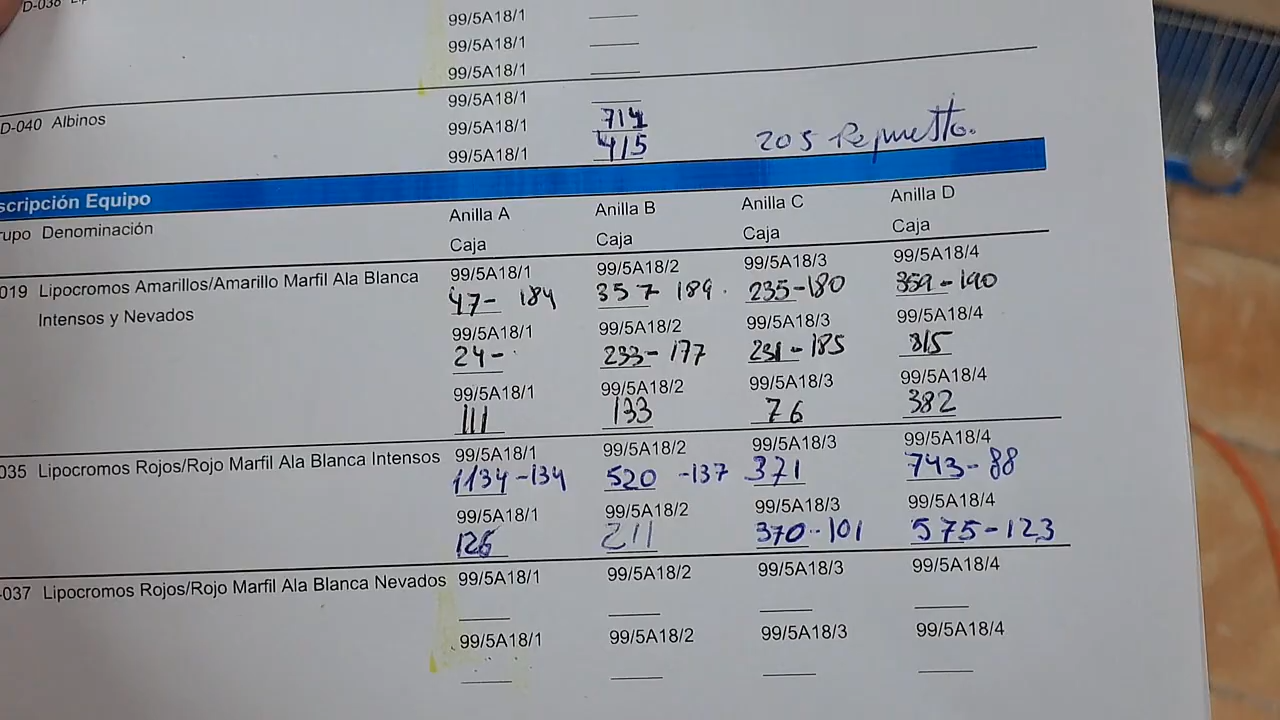 D-038
99/5A18/1
99/5A18/1
99/5A18/1
D-040 Albinos 99/5A18/1
99/5A18/1 714
99/5A18/1 415 205 Repuesto.
scripción Equipo
rupo Denominación Anilla A Anilla B Anilla C Anilla D
Caja Caja Caja Caja
019 Lipocromos Amarillos/Amarillo Marfil Ala Blanca 99/5A18/1 99/5A18/2 99/5A18/3 99/5A18/4
Intensos y Nevados 47- 184 357- 189 235-180 359-190
99/5A18/1 99/5A18/2 99/5A18/3 99/5A18/4
24- 233-177 231-185 315
99/5A18/1 99/5A18/2 99/5A18/3 99/5A18/4
111 133 76 382
035 Lipocromos Rojos/Rojo Marfil Ala Blanca Intensos 99/5A18/1 99/5A18/2 99/5A18/3 99/5A18/4
1134-134 520 -137 371 743-88
99/5A18/1 99/5A18/2 99/5A18/3 99/5A18/4
126 211 370-101 575-123
-037 Lipocromos Rojos/Rojo Marfil Ala Blanca Nevados 99/5A18/1 99/5A18/2 99/5A18/3 99/5A18/4
99/5A18/1 99/5A18/2 99/5A18/3 99/5A18/4